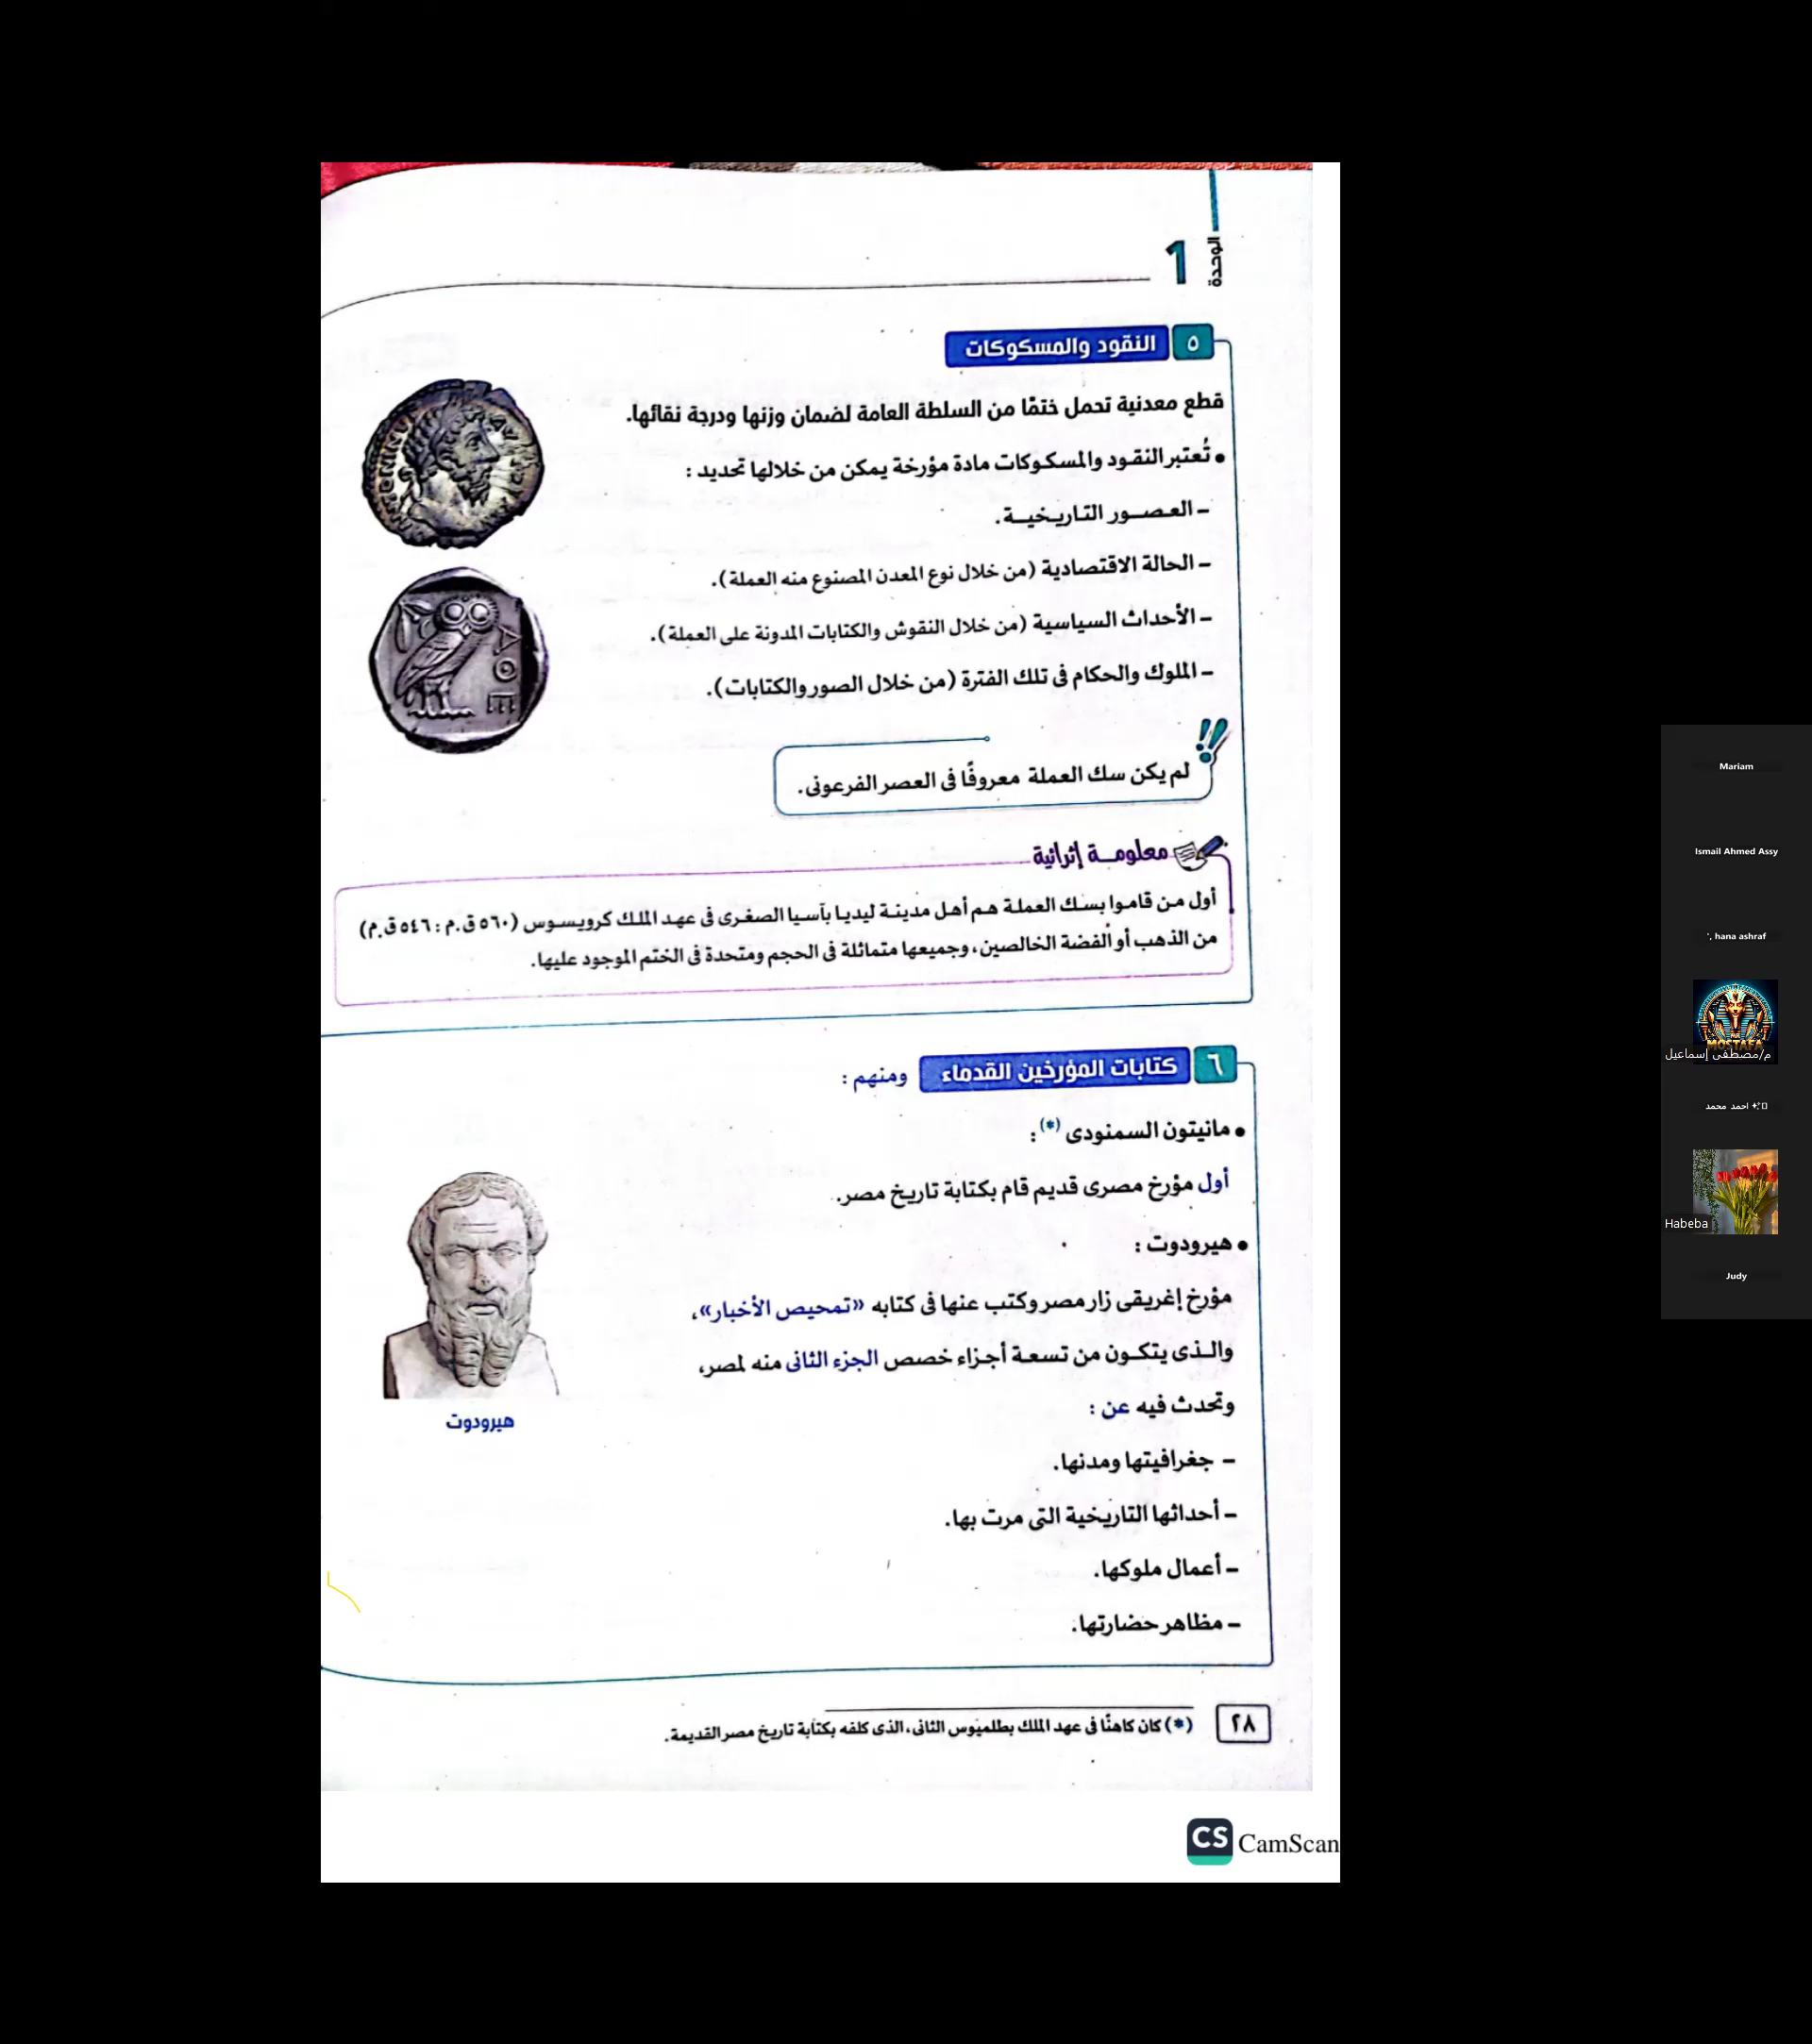 الوحدة
1
٥ النقود والمسكوكات
قطع معدنية تحمل ختمًا من السلطة العامة لضمان وزنها ودرجة نقائها.
• تُعتبر النقود والمسكوكات مادة مؤرخة يمكن من خلالها تحديد :
– العصور التاريخية.
– الحالة الاقتصادية (من خلال نوع المعدن المصنوع منه العملة).
– الأحداث السياسية (من خلال النقوش والكتابات المدونة على العملة).
– الملوك والحكام فى تلك الفترة (من خلال الصور والكتابات).
لم يكن سك العملة معروفًا فى العصر الفرعونى.
معلومة إثرائية
أول من قاموا بسك العملة هم أهل مدينة ليديا بآسيا الصغرى فى عهد الملك كرويسوس (٥٦٠ ق.م : ٥٤٦ ق.م)
من الذهب أو الفضة الخالصين، وجميعها متماثلة فى الحجم ومتحدة فى الختم الموجود عليها.
٦ كتابات المؤرخين القدماء ومنهم :
• مانيتون السمنودى (*) :
أول مؤرخ مصرى قديم قام بكتابة تاريخ مصر.
• هيرودوت :
مؤرخ إغريقى زار مصر وكتب عنها فى كتابه «تمحيص الأخبار»،
والذى يتكون من تسعة أجزاء خصص الجزء الثانى منه لمصر،
وتحدث فيه عن :
– جغرافيتها ومدنها.
– أحداثها التاريخية التى مرت بها.
– أعمال ملوكها.
– مظاهر حضارتها.
هيرودوت
(*) كان كاهنًا فى عهد الملك بطلميوس الثانى، الذى كلفه بكتابة تاريخ مصر القديمة.
٢٨
CS CamScan
Mariam
Ismail Ahmed Assy
', hana ashraf
MOSTAFA
م/مصطفى إسماعيل
احمد محمد
Habeba
Judy